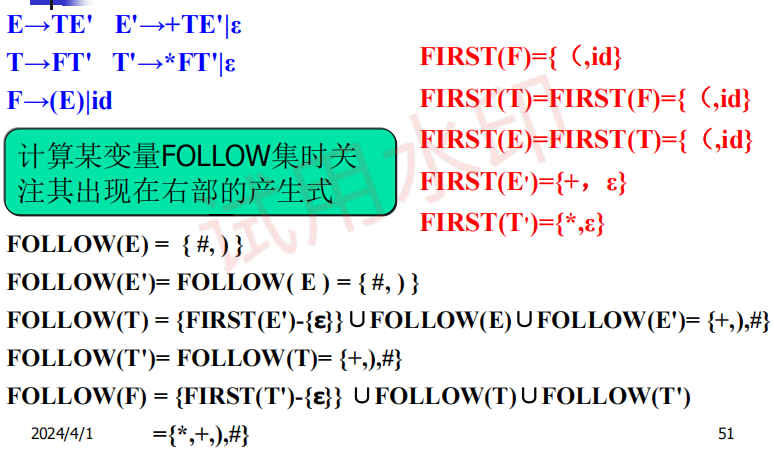 E→TE' E'→+TE'|ε
T→FT' T'→*FT'|ε
F→(E)|id
FIRST(F)={（,id}
FIRST(T)=FIRST(F)={（,id}
FIRST(E)=FIRST(T)={（,id}
FIRST(E')={+，ε}
FIRST(T')={*,ε}
计算某变量FOLLOW集时关
注其出现在右部的产生式
试用水印
FOLLOW(E) = { #, ) }
FOLLOW(E')= FOLLOW( E ) = { #, ) }
FOLLOW(T) = {FIRST(E')-{ε}}∪FOLLOW(E)∪FOLLOW(E')= {+,),#}
FOLLOW(T')= FOLLOW(T)= {+,),#}
FOLLOW(F) = {FIRST(T')-{ε}} ∪FOLLOW(T)∪FOLLOW(T')
={*,+,),#}
2024/4/1
51